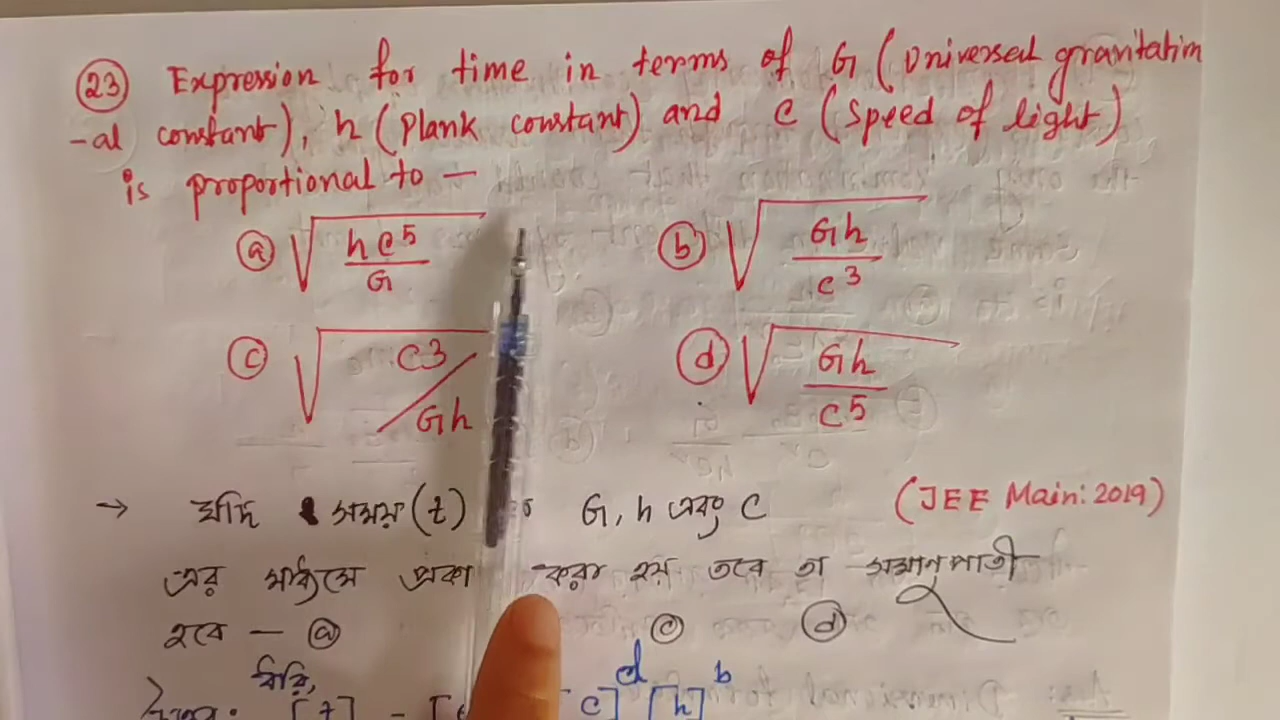 23 Expression for time in terms of G (Universal gravitation
-al constant), h (Plank constant) and c (Speed of light)
is proportional to —
a √(hc⁵/G) b √(Gh/c³)
c √(c³/Gh) d √(Gh/c⁵)
→ যদি সময় (t) G, h এবং C (JEE Main: 2019)
এর মাধ্যমে প্রকা করা হয় তবে তা সমানুপাতী
হবে — a c d
ধরি,
[t] = c]ᵈ [h]ᵇ